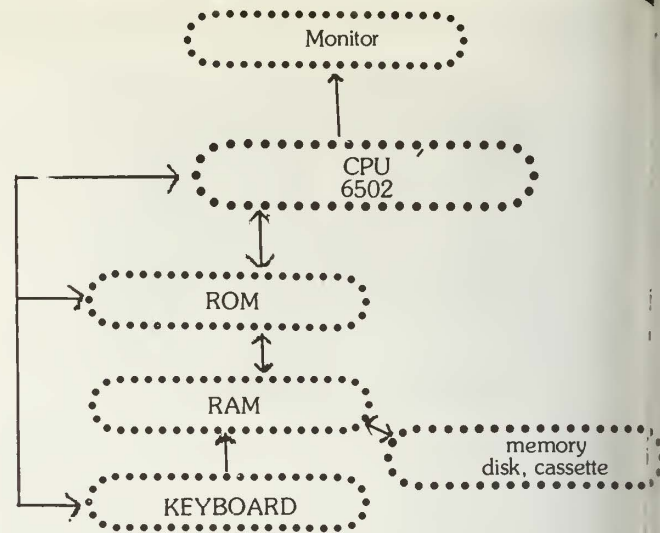 Monitor
CPU
6502
ROM
RAM
memory
disk, cassette
KEYBOARD